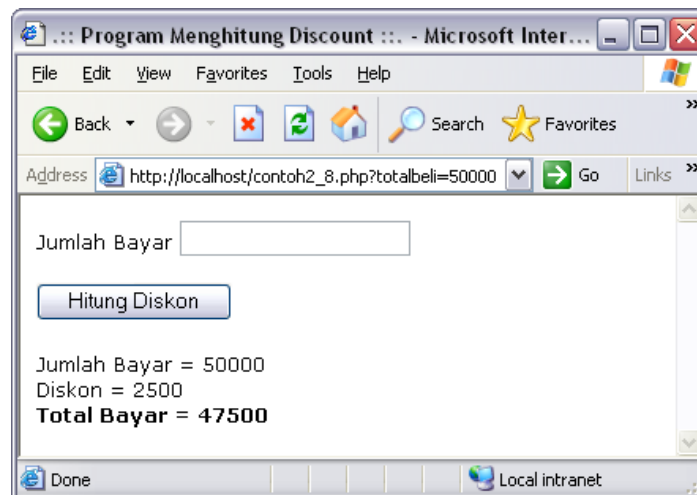 .:: Program Menghitung Discount ::. - Microsoft Inter...
File Edit View Favorites Tools Help
Back Search Favorites »
Address http://localhost/contoh2_8.php?totalbeli=50000 Go Links »
Jumlah Bayar
Hitung Diskon
Jumlah Bayar = 50000
Diskon = 2500
Total Bayar = 47500
Done Local intranet